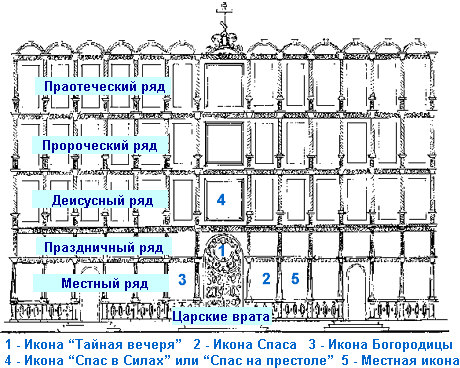 Праотеческий ряд
Пророческий ряд
Деисусный ряд
4
Праздничный ряд
1
Местный ряд
3
2
5
Царские врата
1 - Икона “Тайная вечеря” 2 - Икона Спаса 3 - Икона Богородицы
4 - Икона “Спас в Силах” или “Спас на престоле” 5 - Местная икона